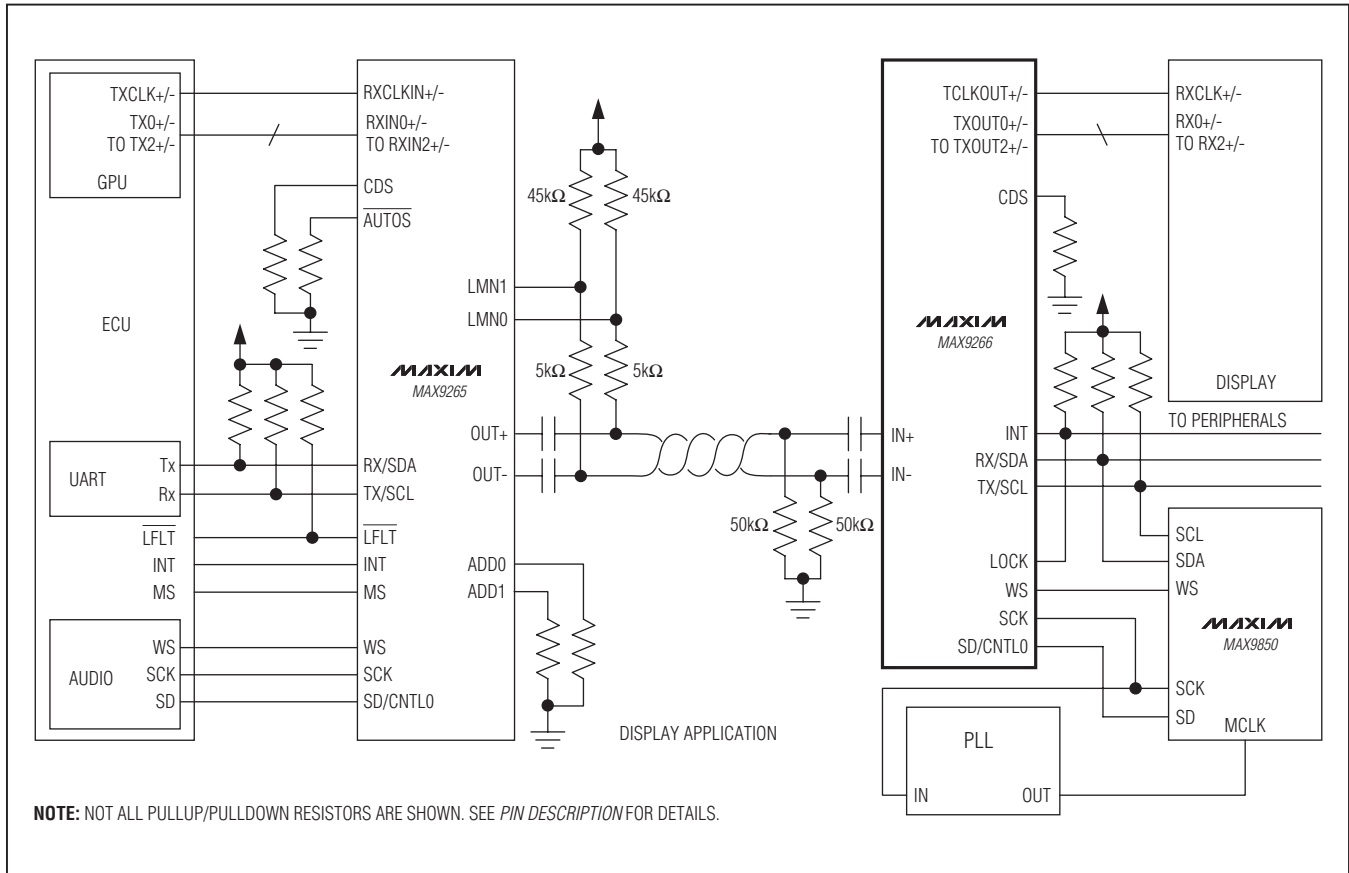 TXCLK+/-
TX0+/-
TO TX2+/-
GPU
ECU
UART
Tx
Rx
LFLT
INT
MS
AUDIO
WS
SCK
SD
RXCLKIN+/-
RXIN0+/-
TO RXIN2+/-
CDS
AUTOS
LMN1
LMN0
MAXIM
MAX9265
OUT+
OUT-
RX/SDA
TX/SCL
LFLT
INT
MS
ADD0
ADD1
WS
SCK
SD/CNTL0
45kΩ
45kΩ
5kΩ
5kΩ
50kΩ
50kΩ
TCLKOUT+/-
TXOUT0+/-
TO TXOUT2+/-
CDS
MAXIM
MAX9266
IN+
IN-
INT
RX/SDA
TX/SCL
LOCK
WS
SCK
SD/CNTL0
RXCLK+/-
RX0+/-
TO RX2+/-
DISPLAY
TO PERIPHERALS
SCL
SDA
WS
MAXIM
MAX9850
SCK
SD
MCLK
PLL
IN
OUT
DISPLAY APPLICATION
NOTE: NOT ALL PULLUP/PULLDOWN RESISTORS ARE SHOWN. SEE PIN DESCRIPTION FOR DETAILS.